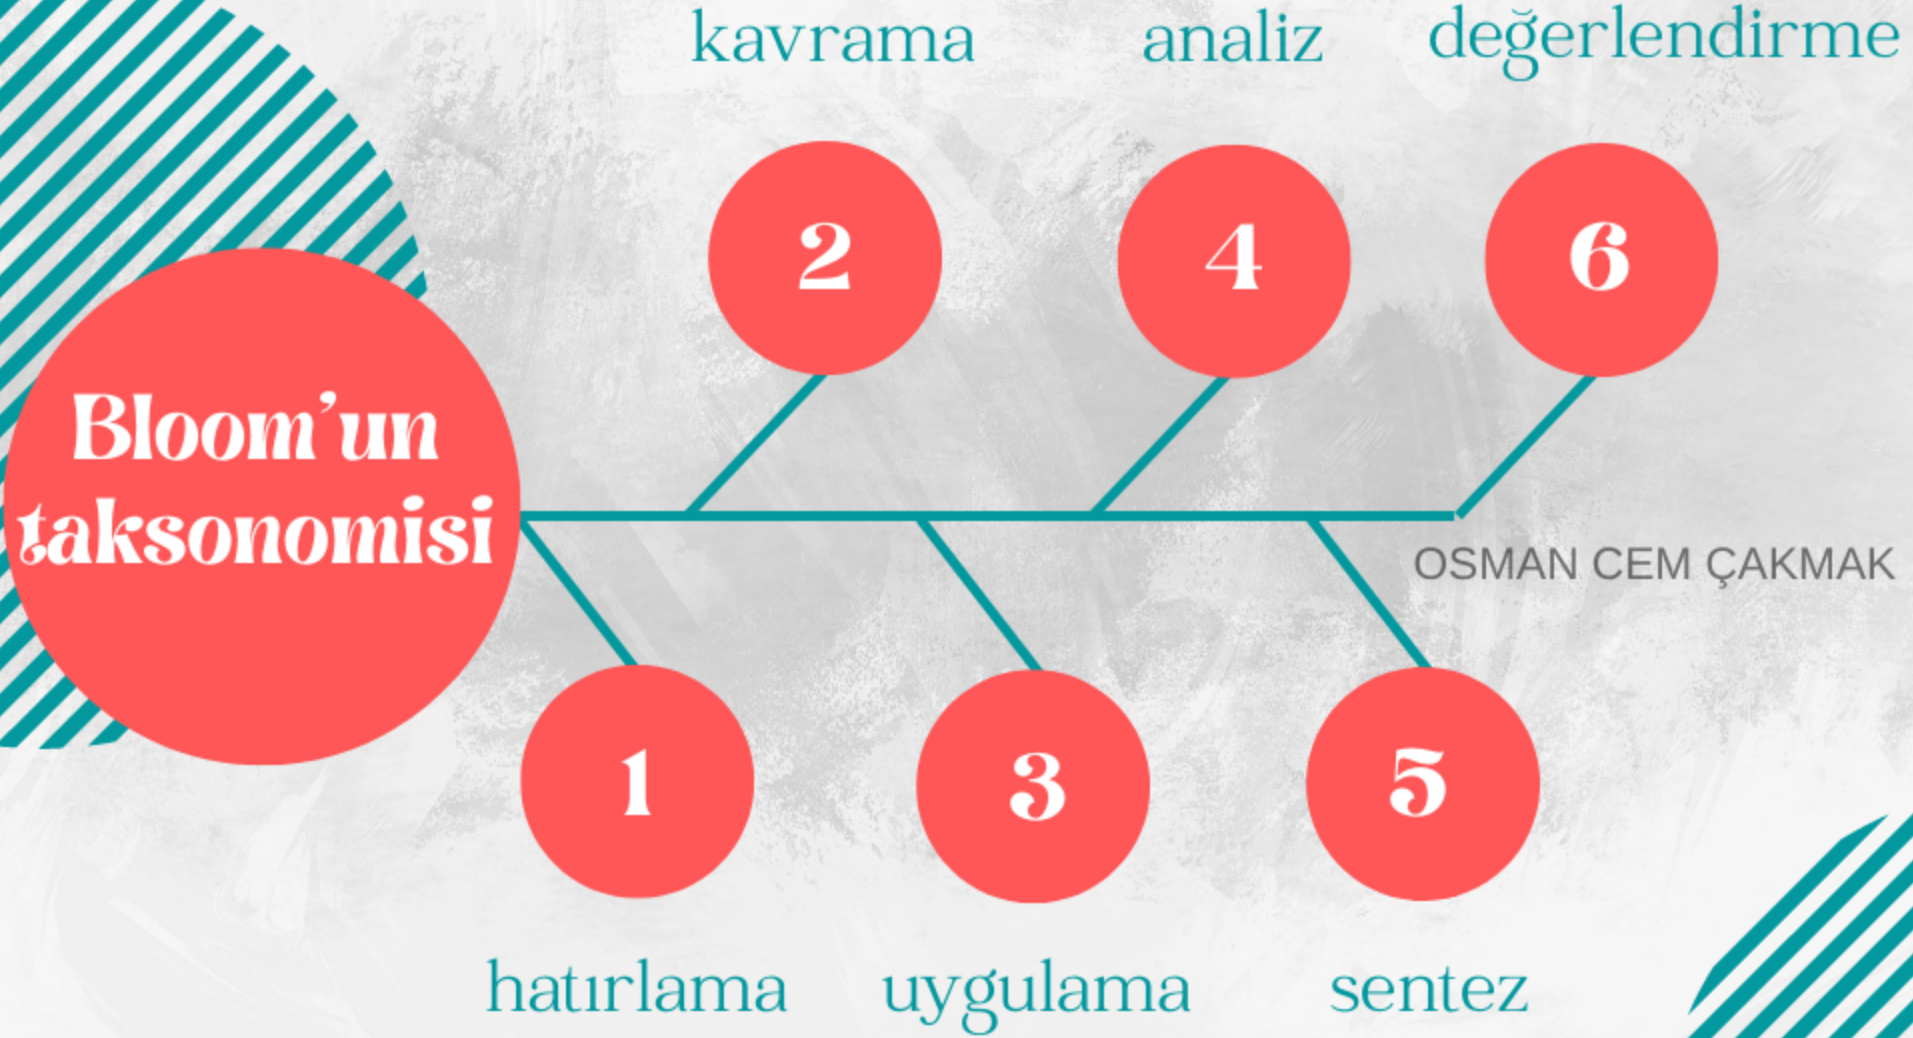 kavrama
analiz
değerlendirme
2
4
6
Bloom’un
taksonomisi
OSMAN CEM ÇAKMAK
1
3
5
hatırlama
uygulama
sentez